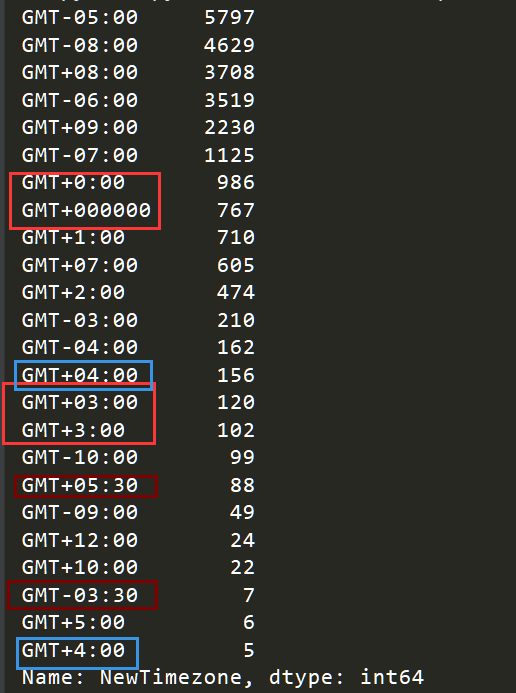 GMT-05:00 5797
GMT-08:00 4629
GMT+08:00 3708
GMT-06:00 3519
GMT+09:00 2230
GMT-07:00 1125
GMT+0:00 986
GMT+000000 767
GMT+1:00 710
GMT+07:00 605
GMT+2:00 474
GMT-03:00 210
GMT-04:00 162
GMT+04:00 156
GMT+03:00 120
GMT+3:00 102
GMT-10:00 99
GMT+05:30 88
GMT-09:00 49
GMT+12:00 24
GMT+10:00 22
GMT-03:30 7
GMT+5:00 6
GMT+4:00 5
Name: NewTimezone, dtype: int64